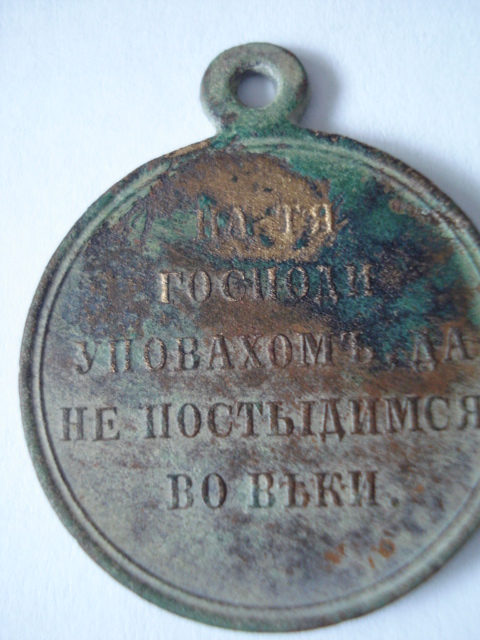 НА ТЯ
ГОСПОДИ
УПОВАХОМЪ, ДА
НЕ ПОСТЫДИМСЯ
ВО ВѢКИ.